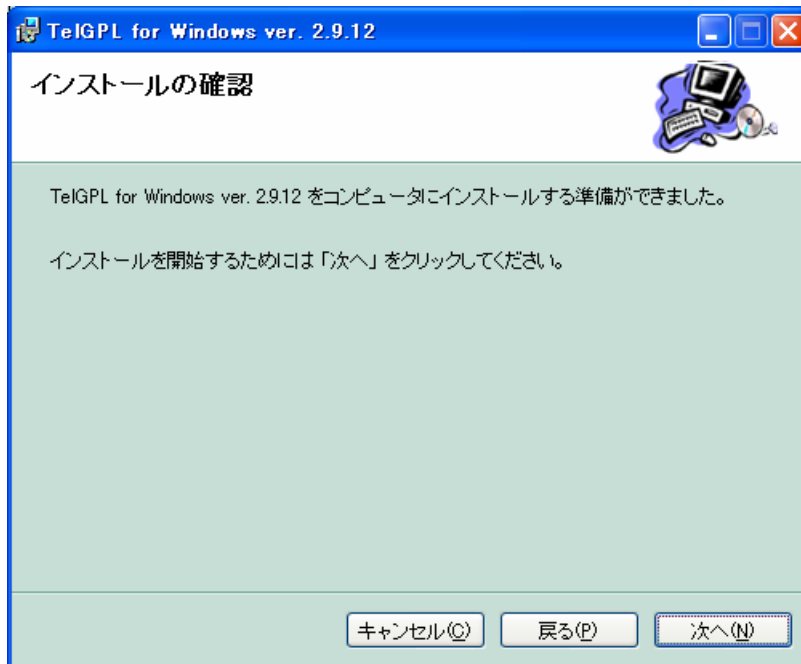 TelGPL for Windows ver. 2.9.12
インストールの確認
TelGPL for Windows ver. 2.9.12 をコンピュータにインストールする準備ができました。
インストールを開始するためには「次へ」をクリックしてください。
キャンセル(C) 戻る(P) 次へ(N)